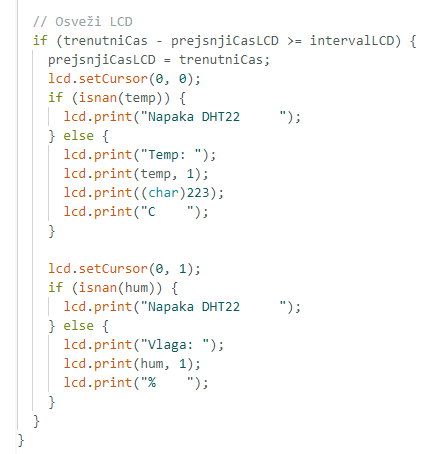 // Osveži LCD
if (trenutniCas - prejsnjiCasLCD >= intervalLCD) {
  prejsnjiCasLCD = trenutniCas;
  lcd.setCursor(0, 0);
  if (isnan(temp)) {
    lcd.print("Napaka DHT22     ");
  } else {
    lcd.print("Temp: ");
    lcd.print(temp, 1);
    lcd.print((char)223);
    lcd.print("C    ");
  }

  lcd.setCursor(0, 1);
  if (isnan(hum)) {
    lcd.print("Napaka DHT22     ");
  } else {
    lcd.print("Vlaga: ");
    lcd.print(hum, 1);
    lcd.print("%    ");
  }
}
}